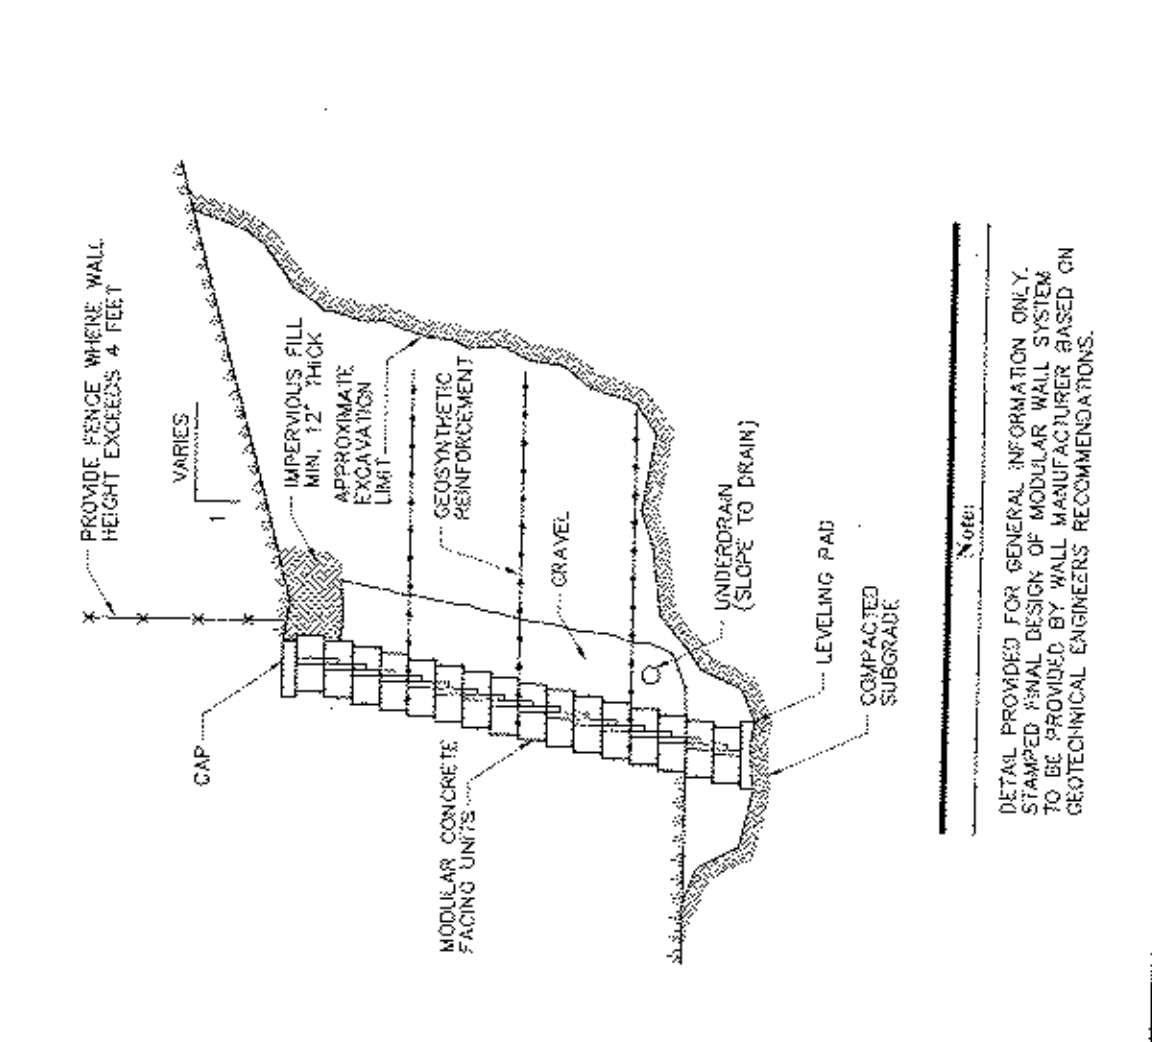 PROVIDE FENCE WHERE WALL
HEIGHT EXCEEDS 4 FEET
VARIES
1
IMPERVIOUS FILL
MIN. 12" THICK
APPROXIMATE
EXCAVATION
LIMIT
GEOSYNTHETIC
REINFORCEMENT
GRAVEL
UNDERDRAIN
(SLOPE TO DRAIN)
LEVELING PAD
COMPACTED
SUBGRADE
CAP
MODULAR CONCRETE
FACING UNITS
Note:
DETAIL PROVIDED FOR GENERAL INFORMATION ONLY.
STAMPED FINAL DESIGN OF MODULAR WALL SYSTEM
TO BE PROVIDED BY WALL MANUFACTURER BASED ON
GEOTECHNICAL ENGINEERS RECOMMENDATIONS.